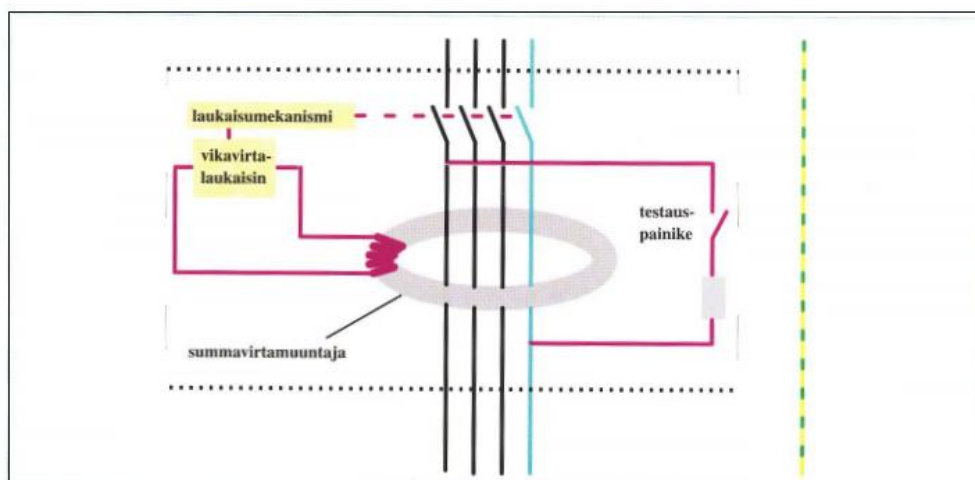 laukaisumekanismi
vikavirta-
laukaisin
testaus-
painike
summavirtamuuntaja